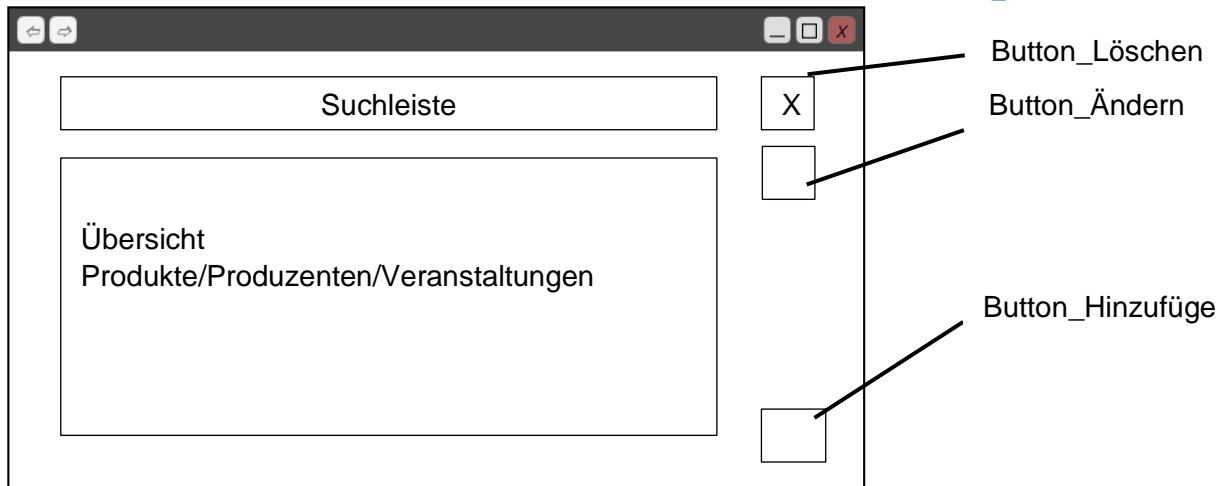 X
Button_Löschen
Suchleiste
X
Button_Ändern
Übersicht
Produkte/Produzenten/Veranstaltungen
Button_Hinzufüge